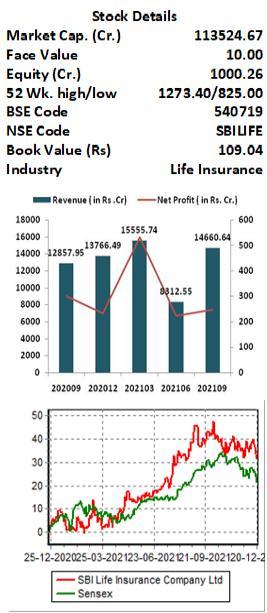 Stock Details
Market Cap. (Cr.) 113524.67
Face Value 10.00
Equity (Cr.) 1000.26
52 Wk. high/low 1273.40/825.00
BSE Code 540719
NSE Code SBILIFE
Book Value (Rs) 109.04
Industry Life Insurance
Revenue ( in Rs .Cr) Net Profit ( in Rs. Cr.)
18000 600
16000 500
14000 400
12000 300
10000 200
8000 100
6000 0
4000
2000
0
12857.95 13766.49 15555.74 8312.55 14660.64
202009 202012 202103 202106 202109
50
40
30
20
10
0
25-12-2020 25-03-2021 23-06-2021 21-09-2021 20-12-2
SBI Life Insurance Company Ltd
Sensex